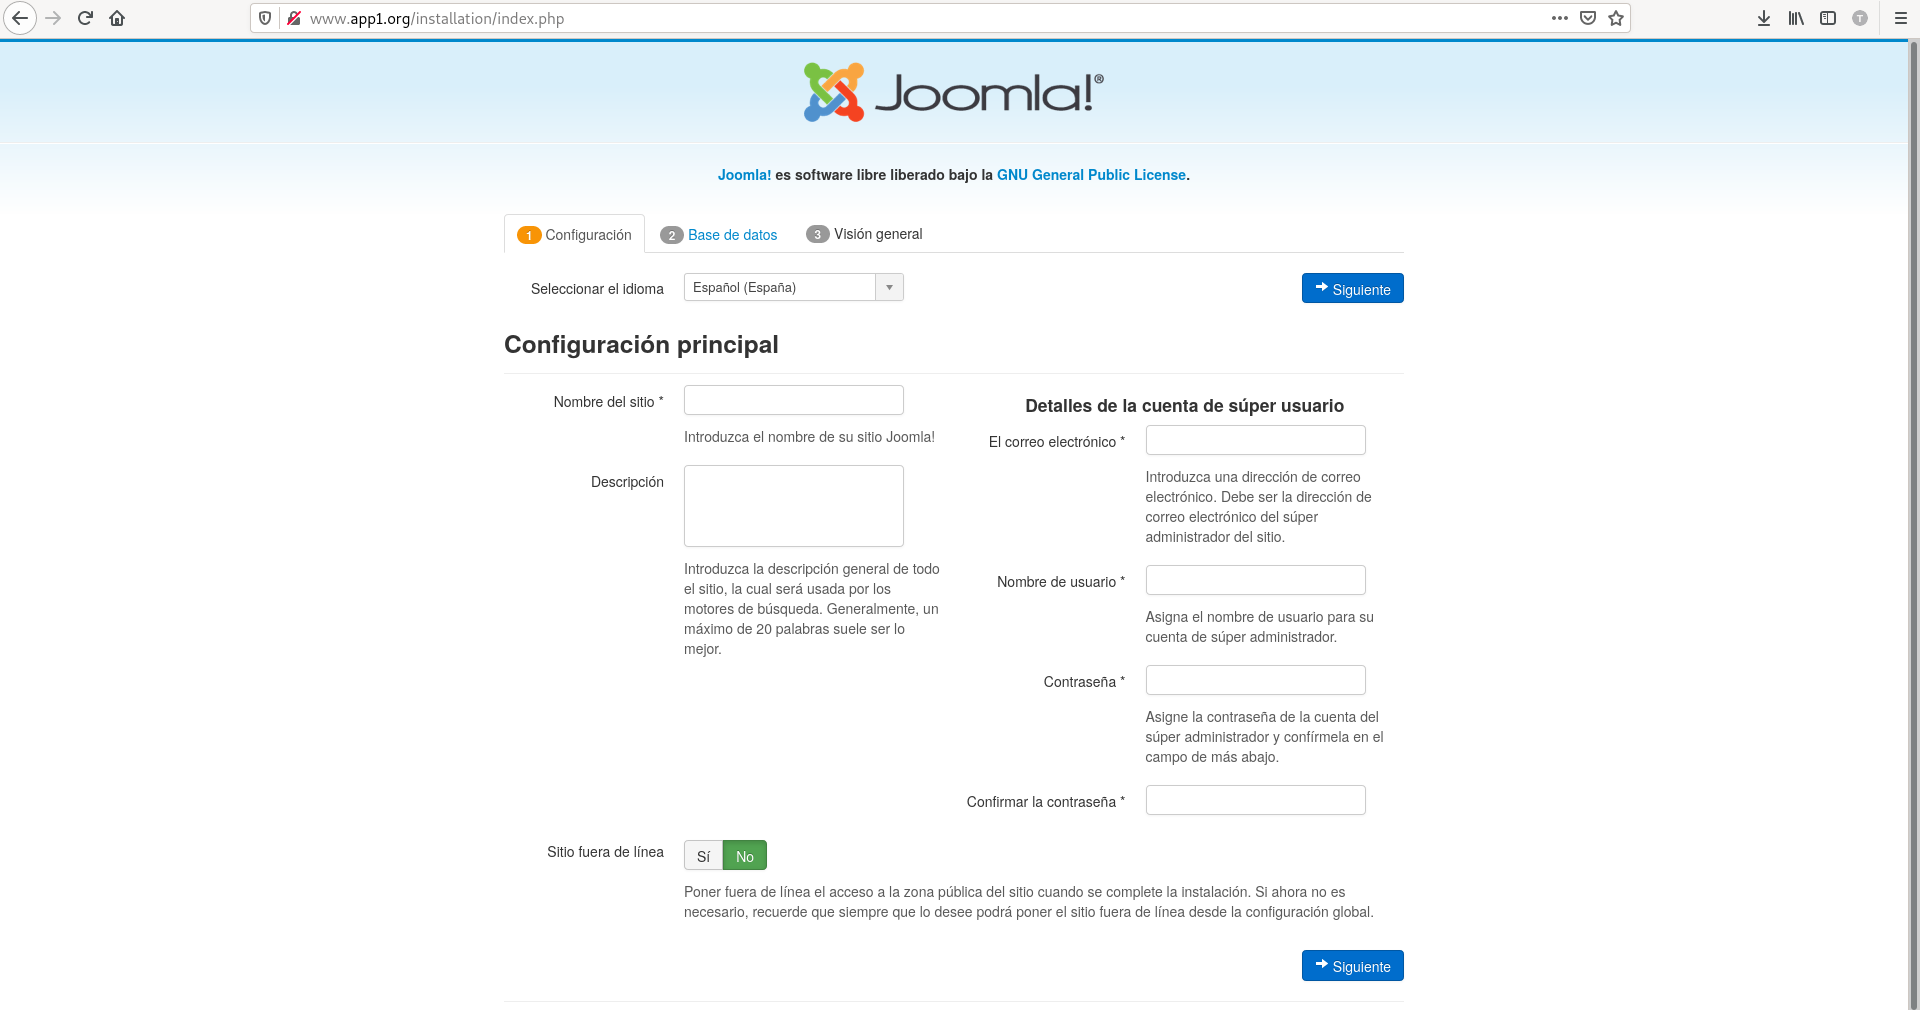 www.app1.org/installation/index.php
T
Joomla!®
Joomla! es software libre liberado bajo la GNU General Public License.
1 Configuración 2 Base de datos 3 Visión general
Seleccionar el idioma Español (España) Siguiente
Configuración principal
Nombre del sitio *
Introduzca el nombre de su sitio Joomla!
Descripción
Introduzca la descripción general de todo
el sitio, la cual será usada por los
motores de búsqueda. Generalmente, un
máximo de 20 palabras suele ser lo
mejor.
Detalles de la cuenta de súper usuario
El correo electrónico *
Introduzca una dirección de correo
electrónico. Debe ser la dirección de
correo electrónico del súper
administrador del sitio.
Nombre de usuario *
Asigna el nombre de usuario para su
cuenta de súper administrador.
Contraseña *
Asigne la contraseña de la cuenta del
súper administrador y confírmela en el
campo de más abajo.
Confirmar la contraseña *
Sitio fuera de línea Sí No
Poner fuera de línea el acceso a la zona pública del sitio cuando se complete la instalación. Si ahora no es
necesario, recuerde que siempre que lo desee podrá poner el sitio fuera de línea desde la configuración global.
Siguiente